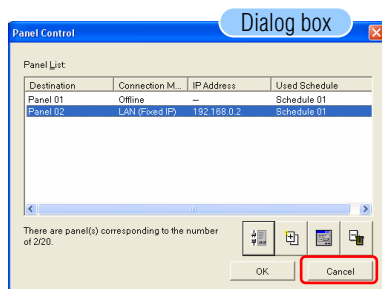 Dialog box
Panel Control
Panel List:
Destination Connection M... IP Address Used Schedule
Panel 01 Offline – Schedule 01
Panel 02 LAN (Fixed IP) 192.168.0.2 Schedule 01
There are panel(s) corresponding to the number
of 2/20.
OK Cancel